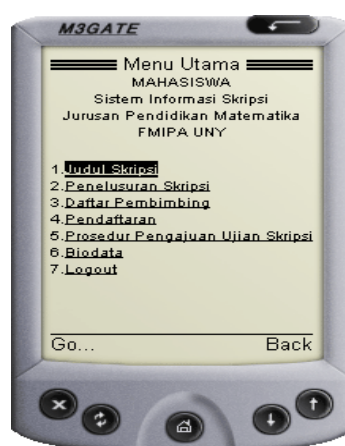 M3GATE
Menu Utama
MAHASISWA
Sistem Informasi Skripsi
Jurusan Pendidikan Matematika
FMIPA UNY
1.Judul Skripsi
2.Penelusuran Skripsi
3.Daftar Pembimbing
4.Pendaftaran
5.Prosedur Pengajuan Ujian Skripsi
6.Biodata
7.Logout
Go... Back